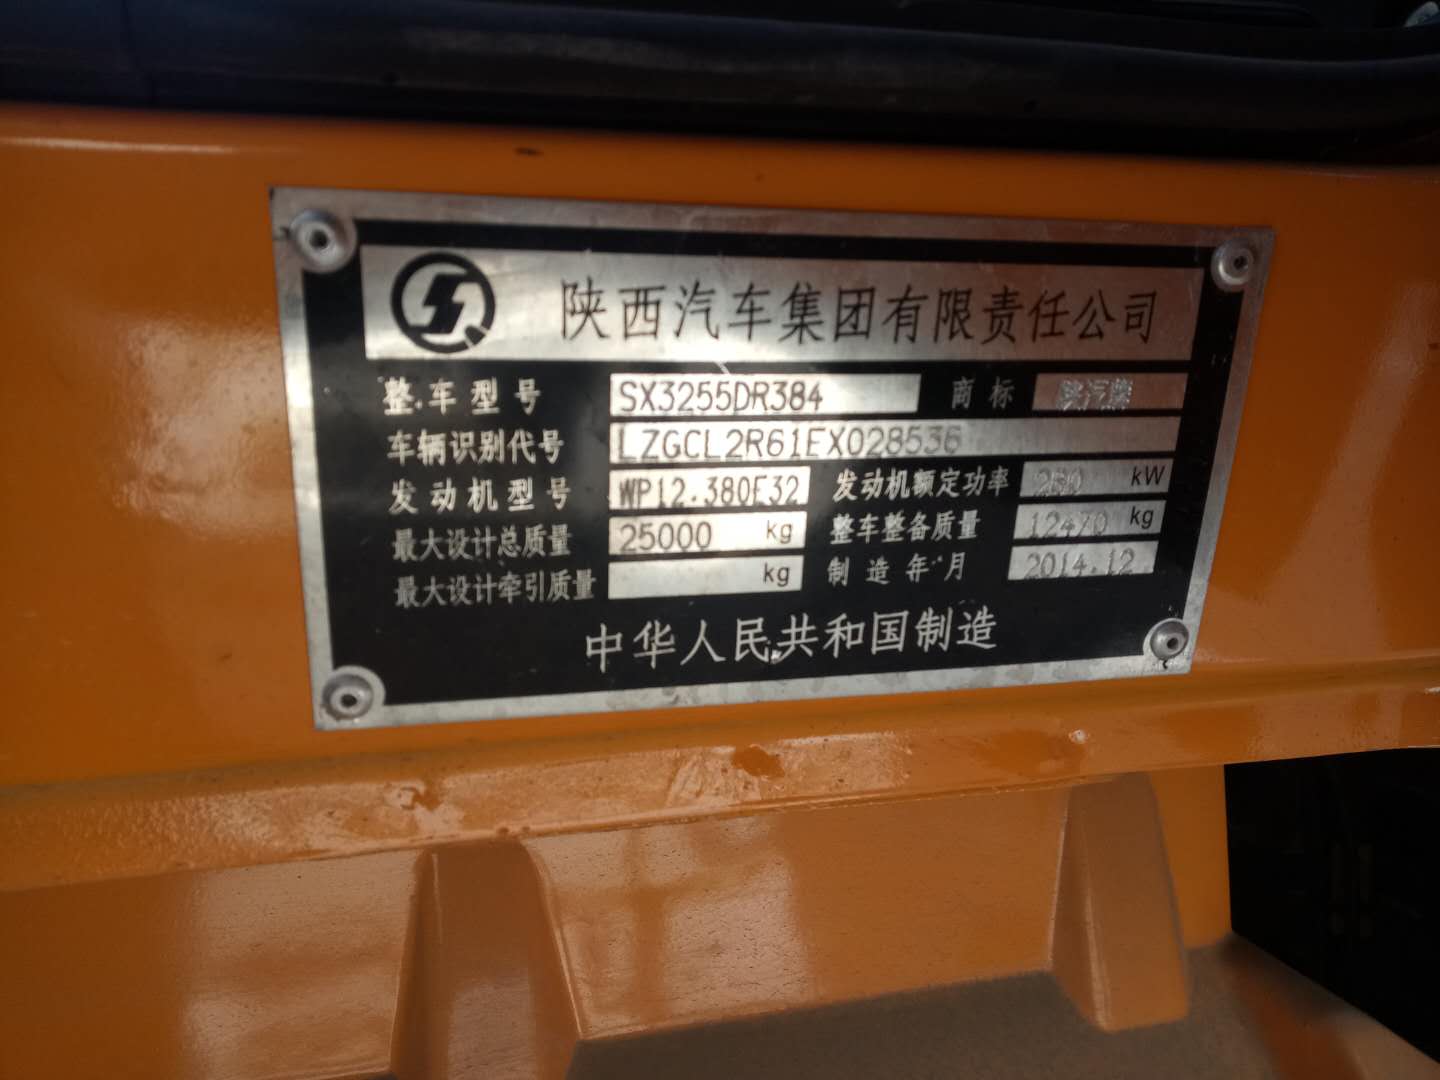 陕西汽车集团有限责任公司
整车型号 SX3255DR384 商标 陕汽牌
车辆识别代号 LZGCL2R61EX028536
发动机型号 WP12.380E32 发动机额定功率 280 kW
最大设计总质量 25000 kg 整车整备质量 12470 kg
最大设计牵引质量 kg 制造年月 2014.12
中华人民共和国制造